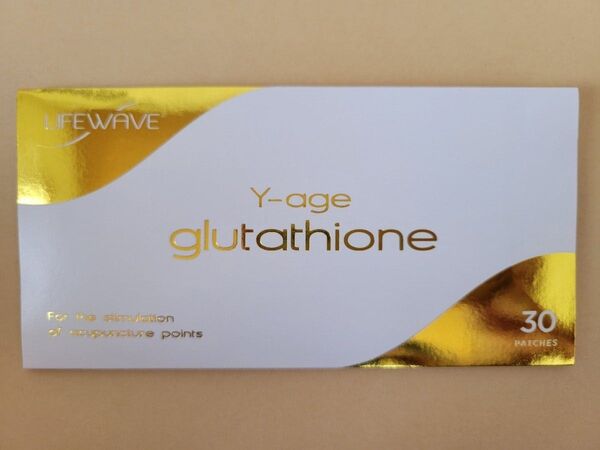 LIFEWAVE
Y-age
glutathione
For the stimulation
of acupuncture points
30
PATCHES